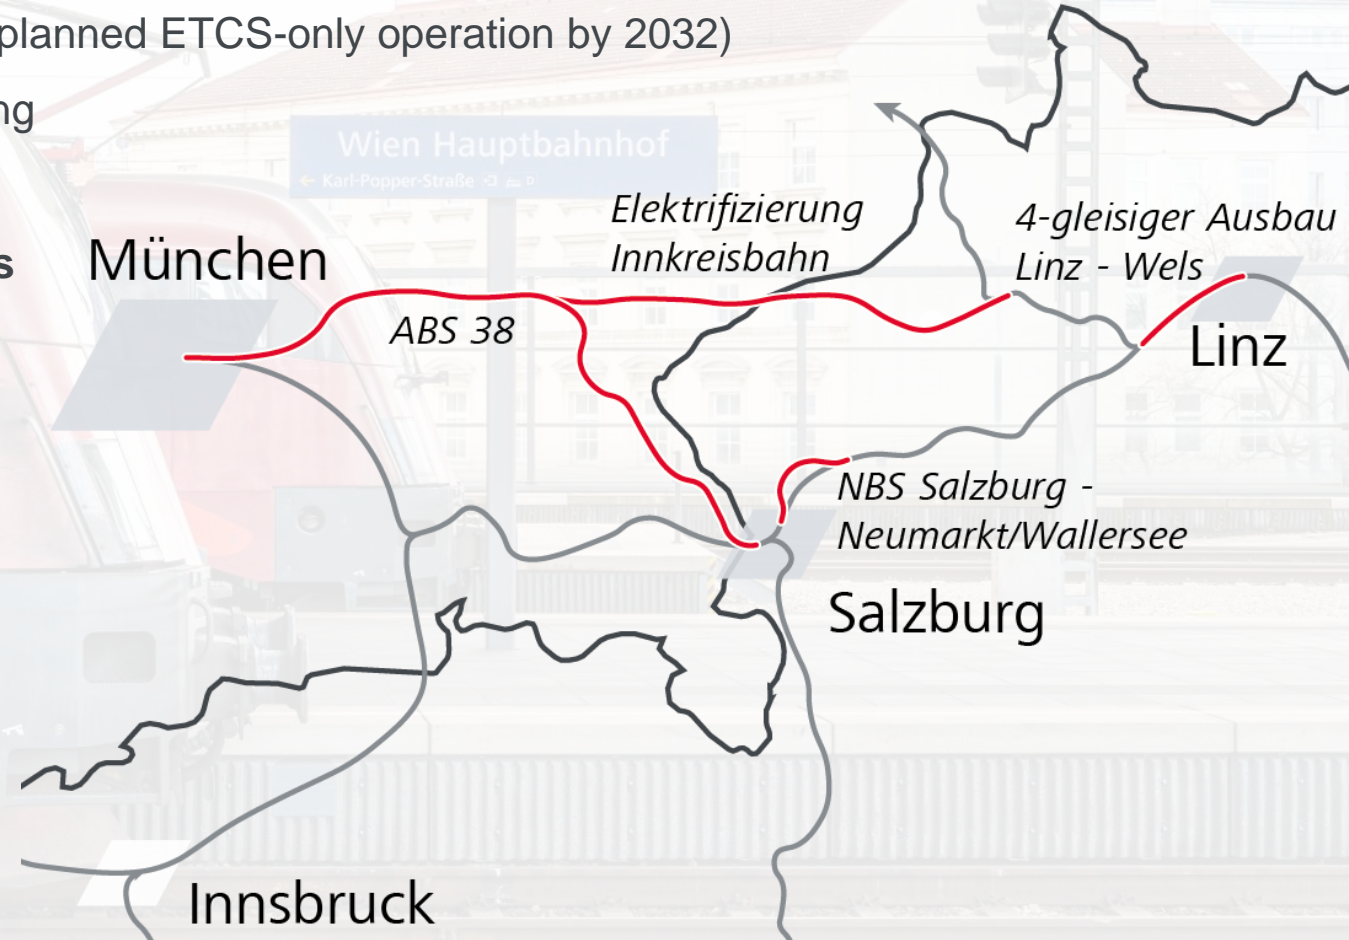 planned ETCS-only operation by 2032)
ng
Wien Hauptbahnhof
← Karl-Popper-Straße D
s
München
Elektrifizierung
Innkreisbahn
4-gleisiger Ausbau
Linz - Wels
ABS 38
Linz
NBS Salzburg -
Neumarkt/Wallersee
Salzburg
Innsbruck